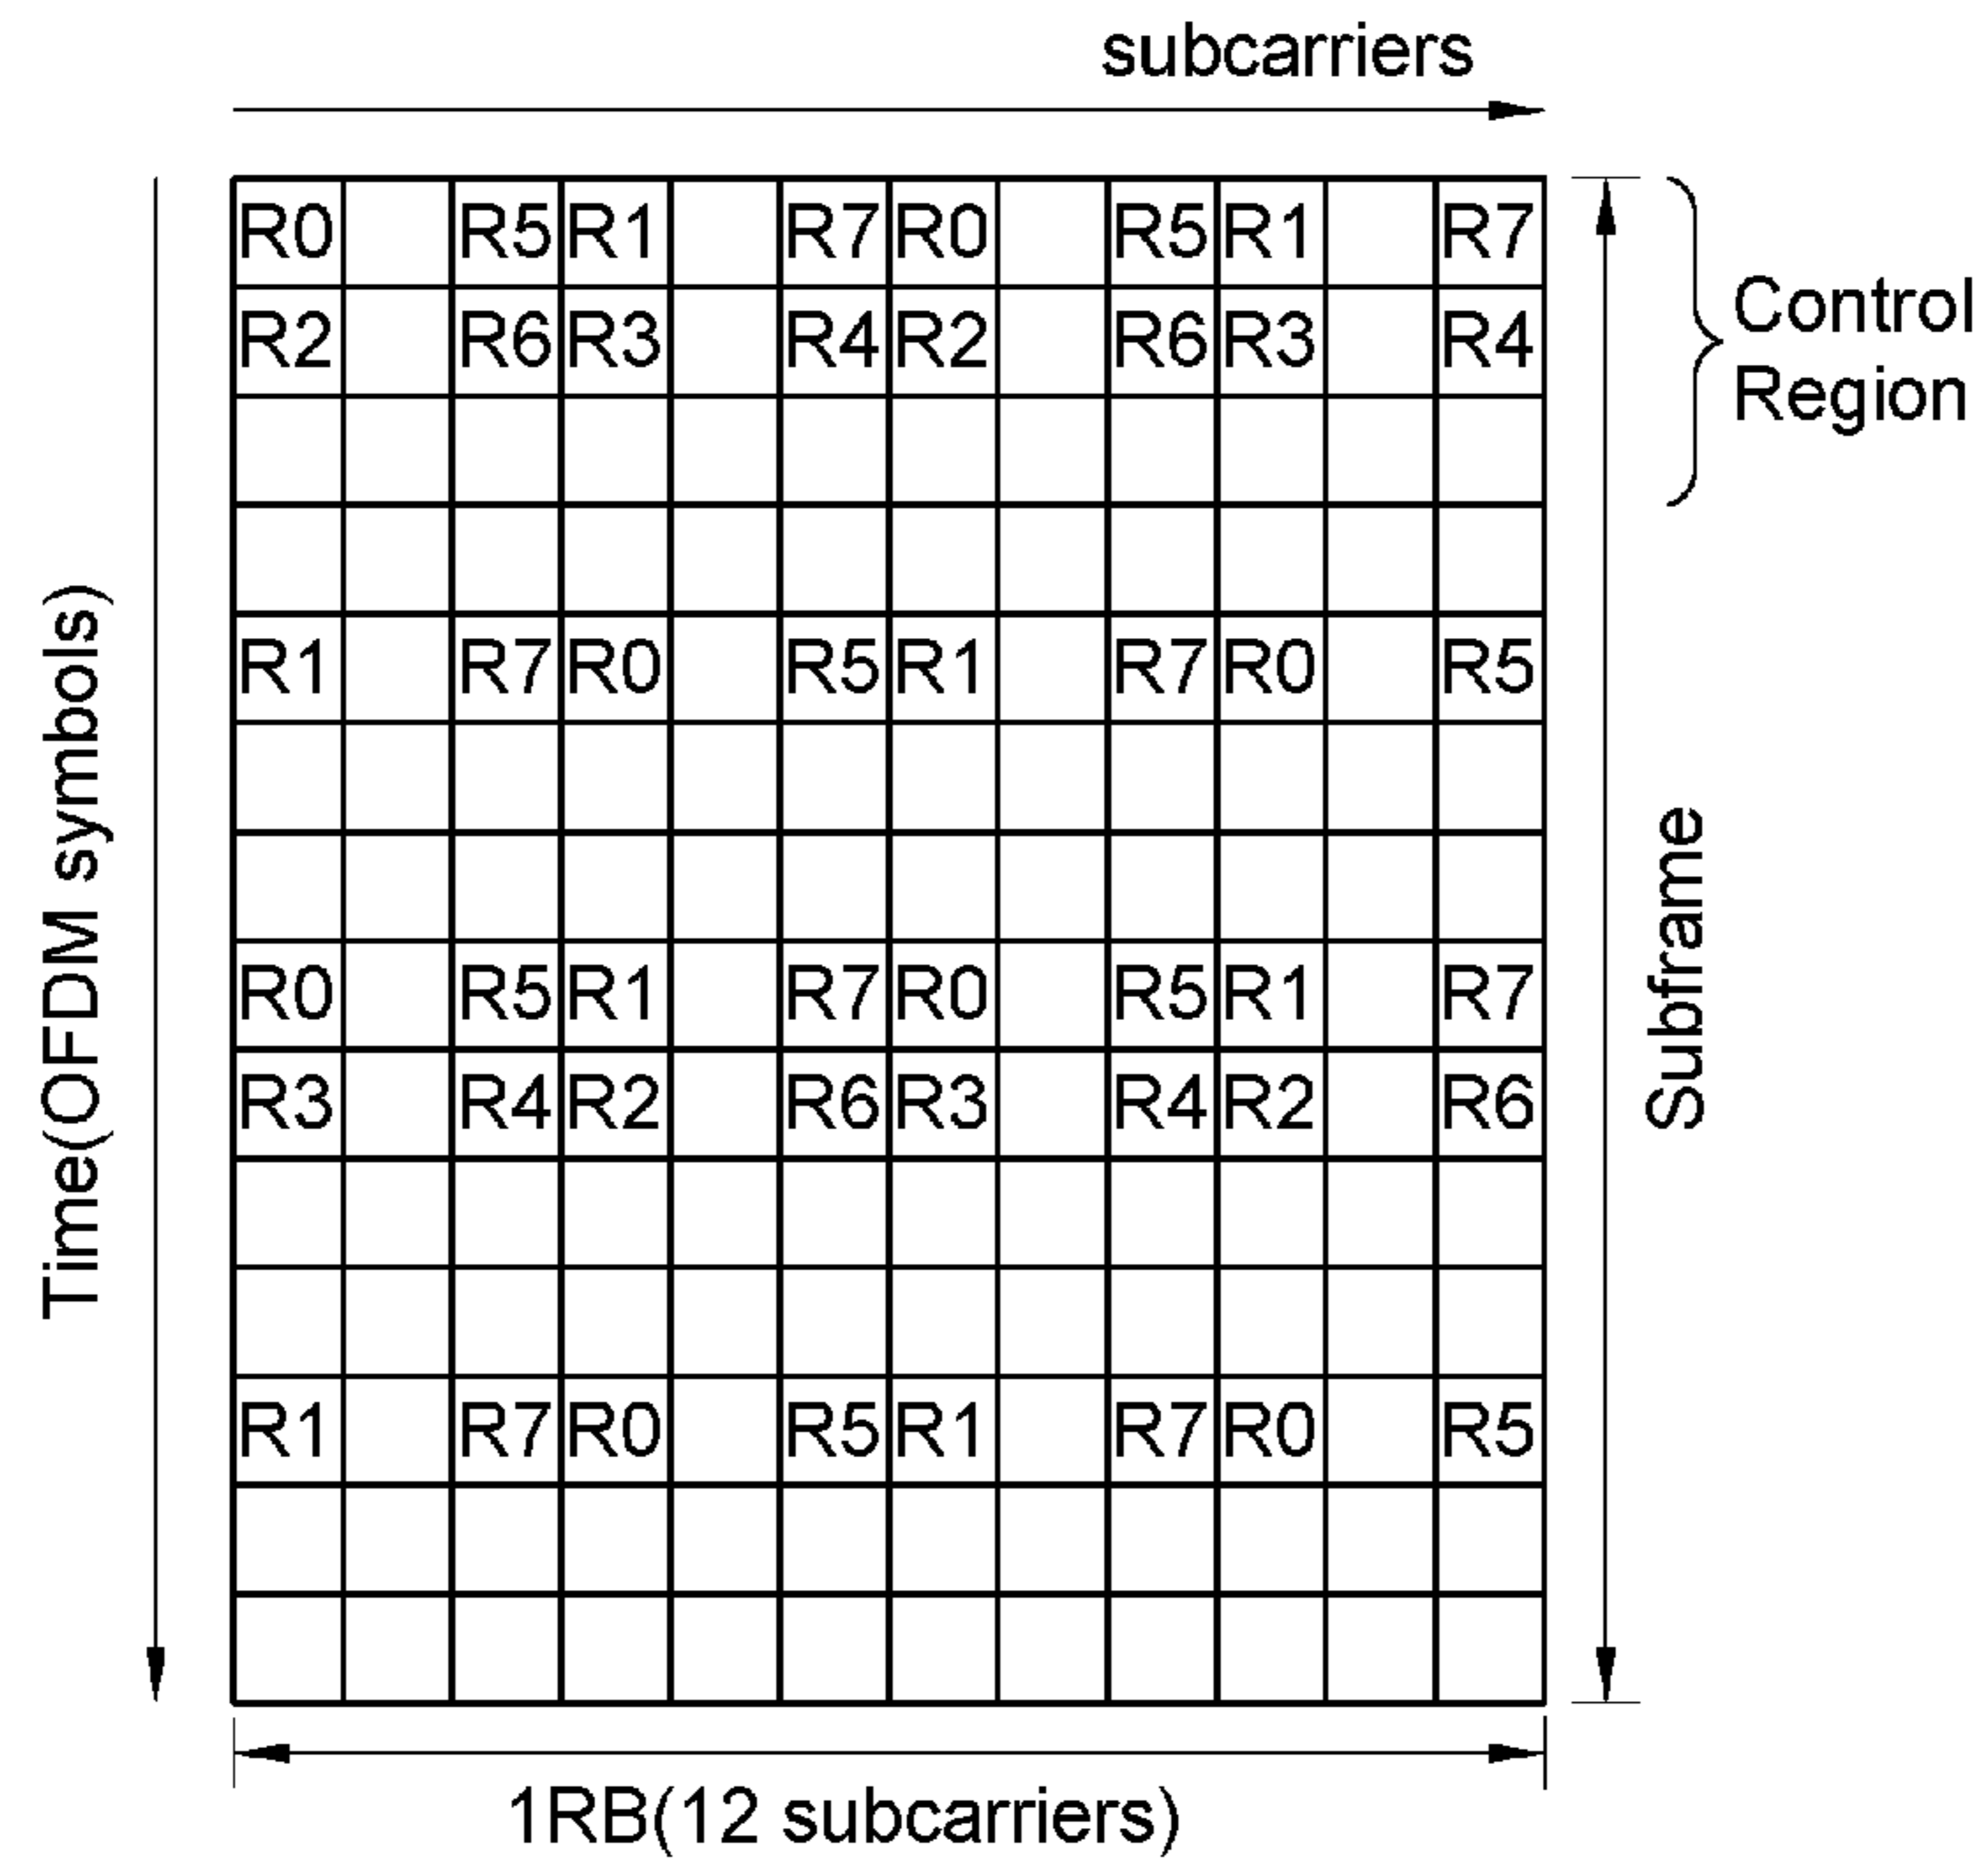 subcarriers
R0 R5 R1 R7 R0 R5 R1 R7
R2 R6 R3 R4 R2 R6 R3 R4
Control
Region
R1 R7 R0 R5 R1 R7 R0 R5
Time(OFDM symbols)
Subframe
R0 R5 R1 R7 R0 R5 R1 R7
R3 R4 R2 R6 R3 R4 R2 R6
R1 R7 R0 R5 R1 R7 R0 R5
1RB(12 subcarriers)